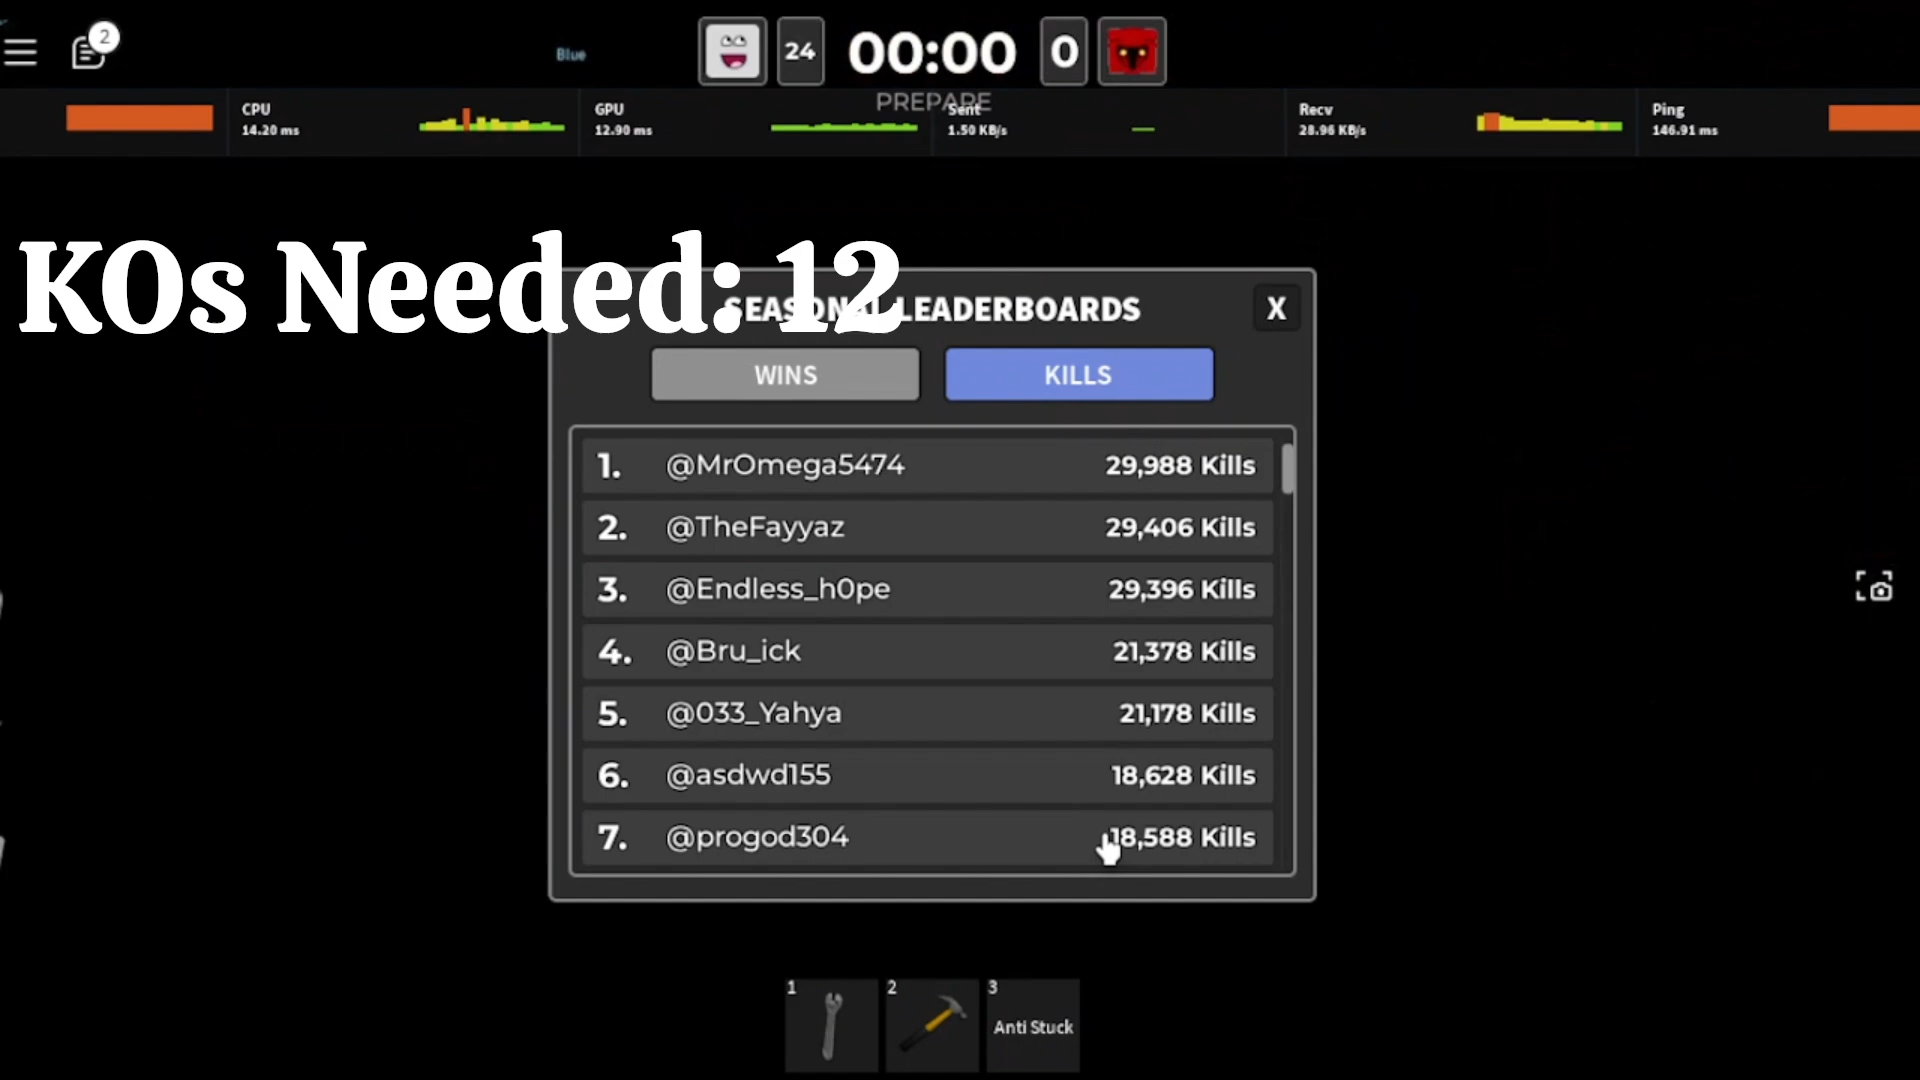 2
Blue
24
00:00
0
PREPARE
CPU
14.20 ms
GPU
12.90 ms
Sent
1.50 KB/s
Recv
28.96 KB/s
Ping
146.91 ms
KOs Needed: 12
SEASONAL LEADERBOARDS
X
WINS
KILLS
1. @MrOmega5474 29,988 Kills
2. @TheFayyaz 29,406 Kills
3. @Endless_h0pe 29,396 Kills
4. @Bru_ick 21,378 Kills
5. @033_Yahya 21,178 Kills
6. @asdwd155 18,628 Kills
7. @progod304 18,588 Kills
1
2
3
Anti Stuck